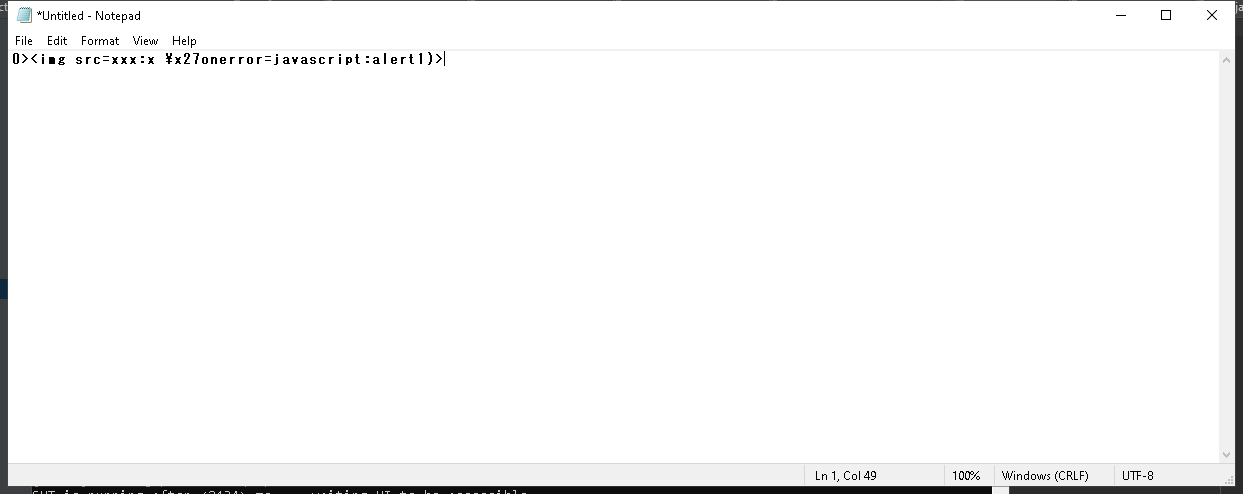 *Untitled - Notepad
File Edit Format View Help
0><img src=xxx:x ¥x27onerror=javascript:alert1)>
Ln 1, Col 49 100% Windows (CRLF) UTF-8